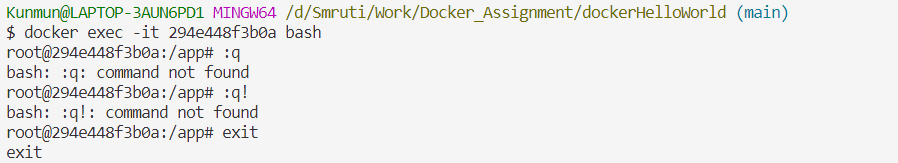 Kunmun@LAPTOP-3AUN6PD1 MINGW64 /d/Smruti/Work/Docker_Assignment/dockerHelloWorld (main)
$ docker exec -it 294e448f3b0a bash
root@294e448f3b0a:/app# :q
bash: :q: command not found
root@294e448f3b0a:/app# :q!
bash: :q!: command not found
root@294e448f3b0a:/app# exit
exit